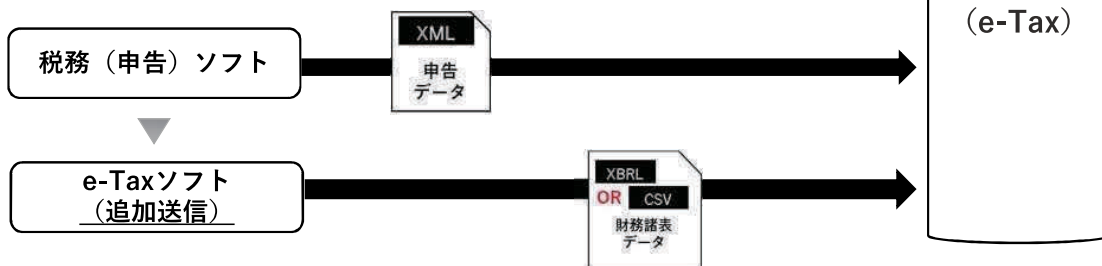 (e-Tax)
XML
税務(申告)ソフト
申告
データ
e-Taxソフト
(追加送信)
XBRL
OR CSV
財務諸表
データ